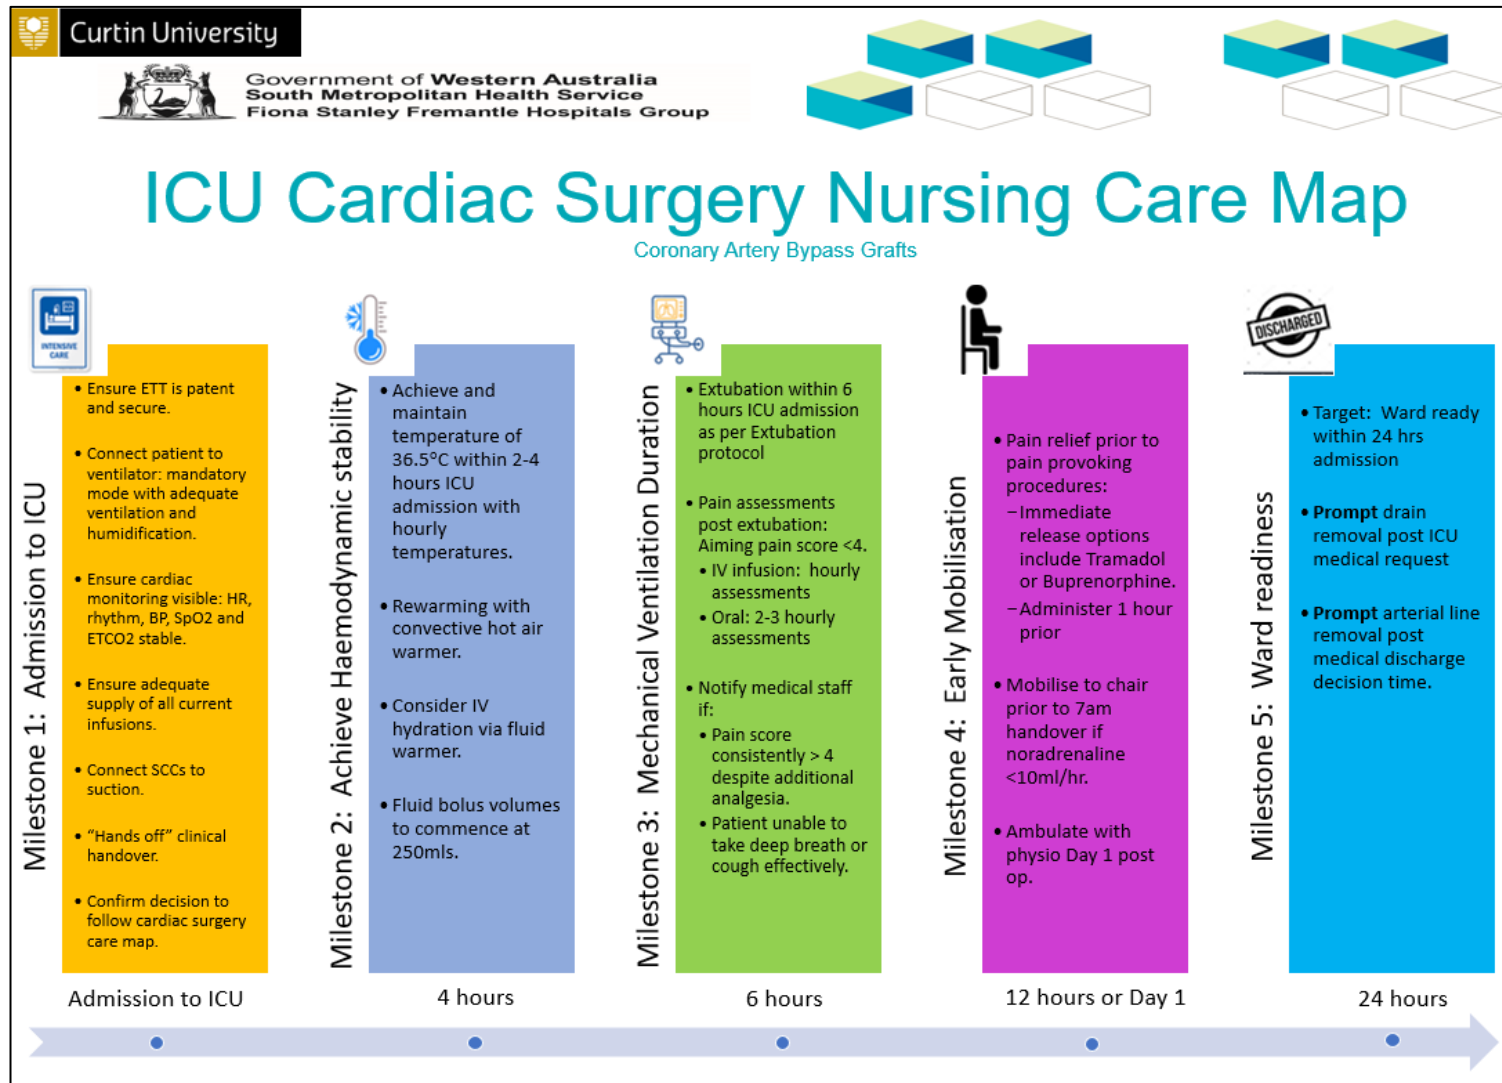 Curtin University
Government of Western Australia
South Metropolitan Health Service
Fiona Stanley Fremantle Hospitals Group
ICU Cardiac Surgery Nursing Care Map
Coronary Artery Bypass Grafts
INTENSIVE
CARE
Milestone 1: Admission to ICU
• Ensure ETT is patent
and secure.
• Connect patient to
ventilator: mandatory
mode with adequate
ventilation and
humidification.
• Ensure cardiac
monitoring visible: HR,
rhythm, BP, SpO2 and
ETCO2 stable.
• Ensure adequate
supply of all current
infusions.
• Connect SCCs to
suction.
• “Hands off” clinical
handover.
• Confirm decision to
follow cardiac surgery
care map.
Milestone 2: Achieve Haemodynamic stability
• Achieve and
maintain
temperature of
36.5°C within 2-4
hours ICU
admission with
hourly
temperatures.
• Rewarming with
convective hot air
warmer.
• Consider IV
hydration via fluid
warmer.
• Fluid bolus volumes
to commence at
250mls.
Milestone 3: Mechanical Ventilation Duration
• Extubation within 6
hours ICU admission
as per Extubation
protocol
• Pain assessments
post extubation:
Aiming pain score <4.
• IV infusion: hourly
assessments
• Oral: 2-3 hourly
assessments
• Notify medical staff
if:
• Pain score
consistently > 4
despite additional
analgesia.
• Patient unable to
take deep breath or
cough effectively.
Milestone 4: Early Mobilisation
• Pain relief prior to
pain provoking
procedures:
–Immediate
release options
include Tramadol
or Buprenorphine.
–Administer 1 hour
prior
• Mobilise to chair
prior to 7am
handover if
noradrenaline
<10ml/hr.
• Ambulate with
physio Day 1 post
op.
DISCHARGED
Milestone 5: Ward readiness
• Target: Ward ready
within 24 hrs
admission
• Prompt drain
removal post ICU
medical request
• Prompt arterial line
removal post
medical discharge
decision time.
Admission to ICU
4 hours
6 hours
12 hours or Day 1
24 hours